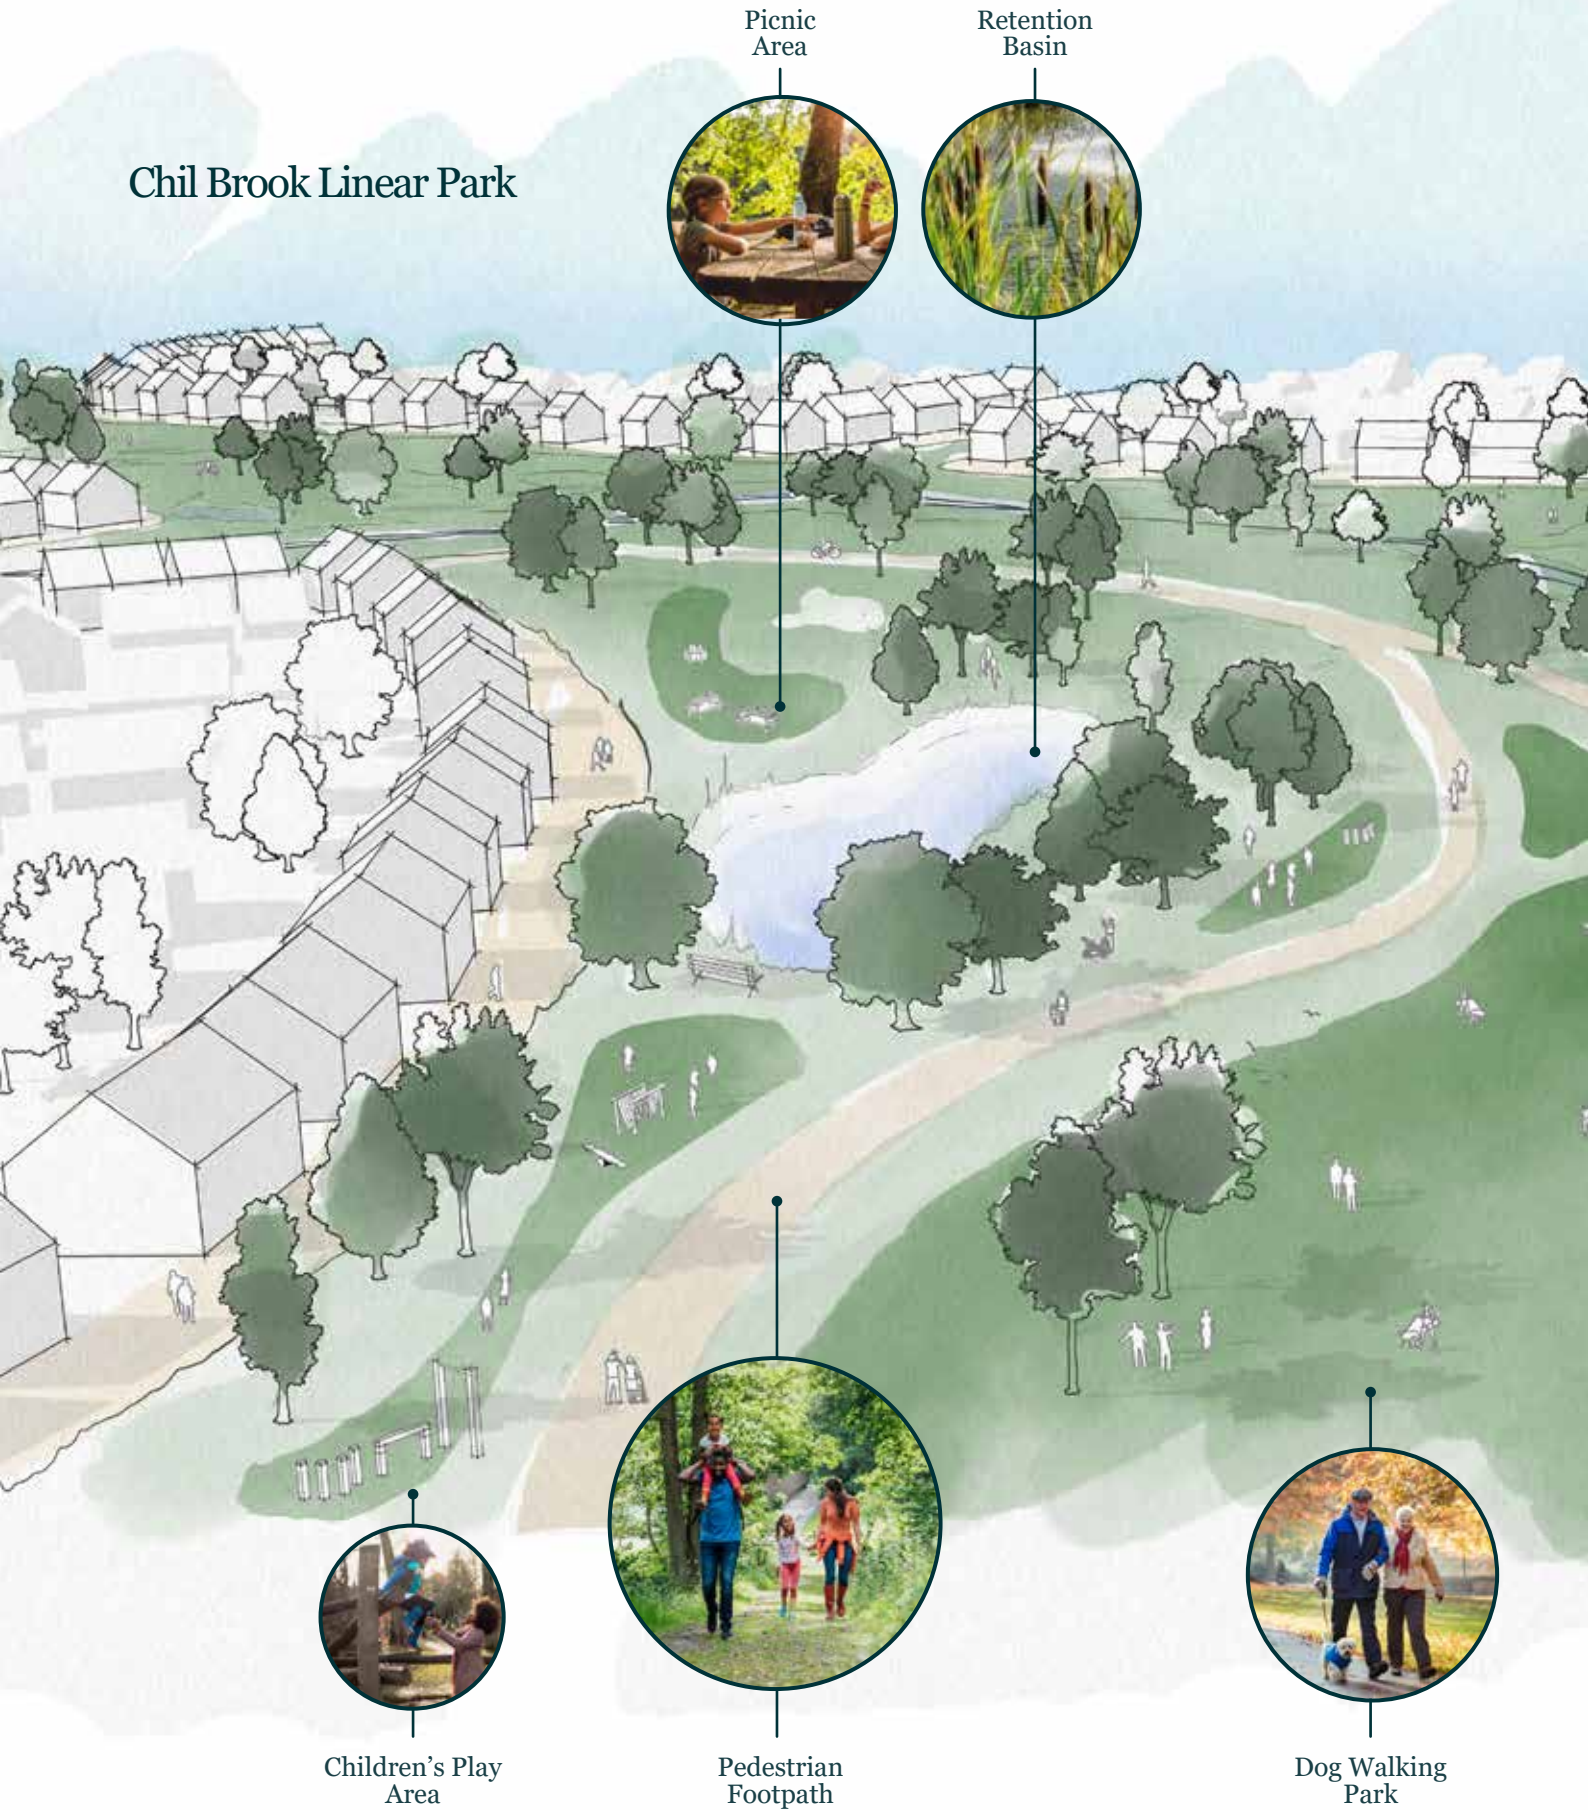 Picnic
Area
Retention
Basin
Chil Brook Linear Park
Children’s Play
Area
Pedestrian
Footpath
Dog Walking
Park